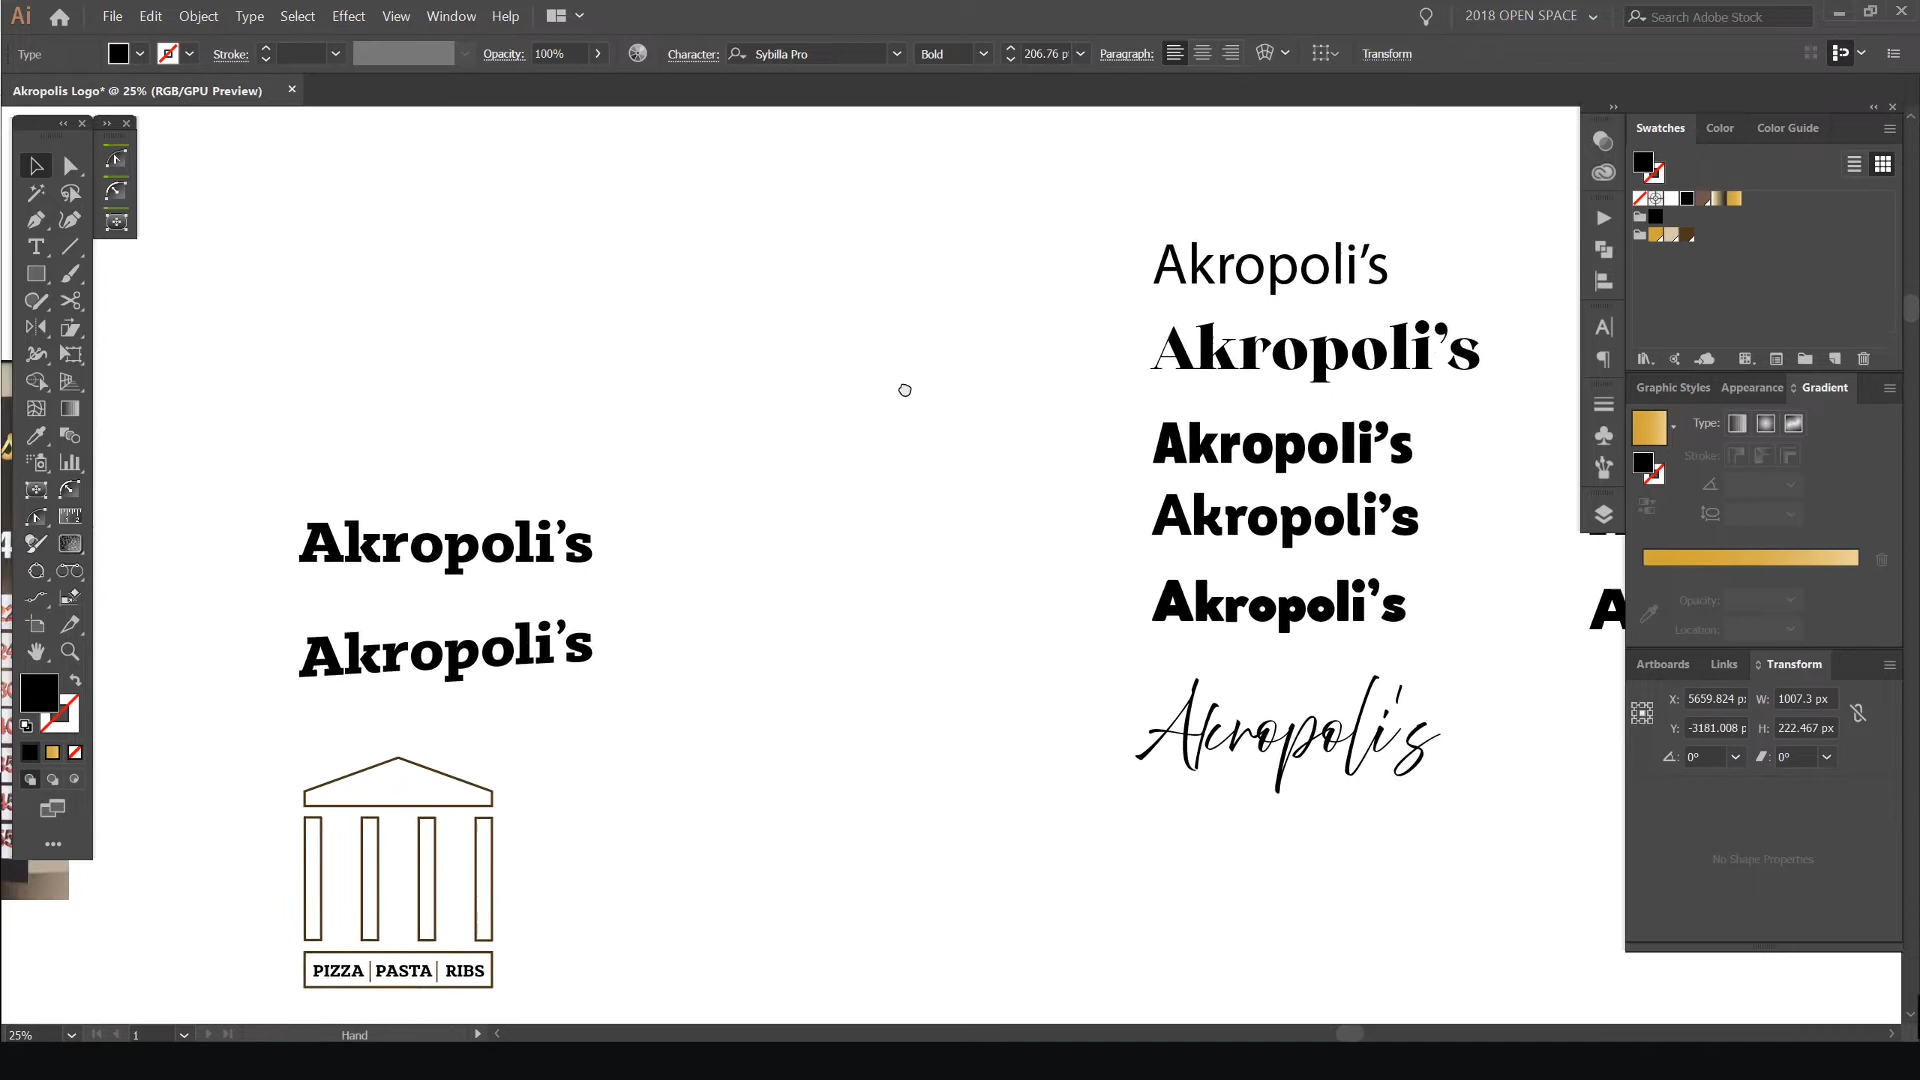 Ai File Edit Object Type Select Effect View Window Help 2018 OPEN SPACE Search Adobe Stock
Type Stroke: Opacity: 100% Character: Sybilla Pro Bold 206.76 p Paragraph: Transform
Akropolis Logo* @ 25% (RGB/GPU Preview)
Swatches Color Color Guide
Akropoli’s
Akropoli’s
Akropoli’s
Akropoli’s
Akropoli’s
Akropoli’s
Akropoli’s
Akropoli’s
A
PIZZA | PASTA | RIBS
Graphic Styles Appearance Gradient
Type:
Stroke:
Opacity:
Location:
Artboards Links Transform
X: 5659.824 p W: 1007.3 px
Y: -3181.008 p H: 222.467 px
0° 0°
No Shape Properties
25% 1 Hand